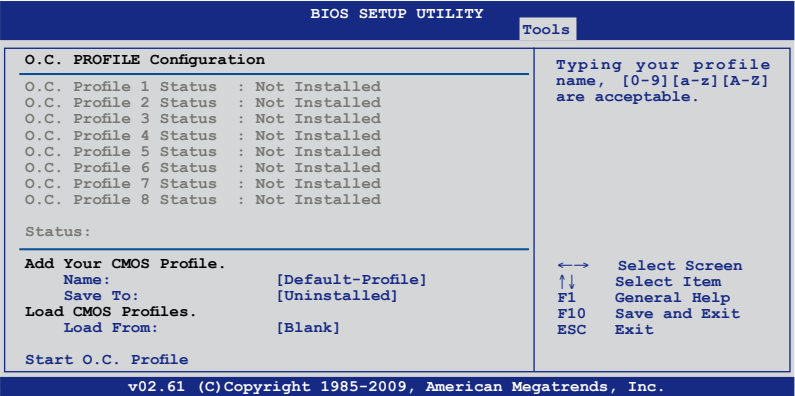 BIOS SETUP UTILITY
Tools
O.C. PROFILE Configuration
O.C. Profile 1 Status : Not Installed
O.C. Profile 2 Status : Not Installed
O.C. Profile 3 Status : Not Installed
O.C. Profile 4 Status : Not Installed
O.C. Profile 5 Status : Not Installed
O.C. Profile 6 Status : Not Installed
O.C. Profile 7 Status : Not Installed
O.C. Profile 8 Status : Not Installed
Status:
Add Your CMOS Profile.
Name: [Default-Profile]
Save To: [Uninstalled]
Load CMOS Profiles.
Load From: [Blank]
Start O.C. Profile
Typing your profile
name, [0-9][a-z][A-Z]
are acceptable.
←→ Select Screen
↑↓ Select Item
F1 General Help
F10 Save and Exit
ESC Exit
v02.61 (C)Copyright 1985-2009, American Megatrends, Inc.